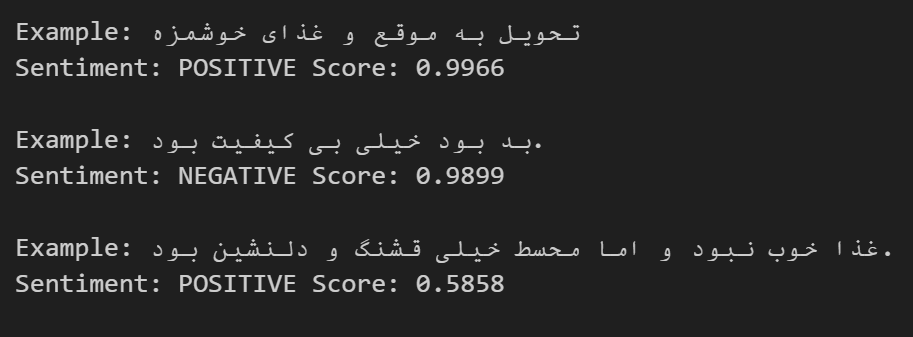 Example: تحویل به موقع و غذای خوشمزه
Sentiment: POSITIVE Score: 0.9966
Example: بد بود خیلی بی کیفیت بود.
Sentiment: NEGATIVE Score: 0.9899
Example: غذا خوب نبود و اما محسط خیلی قشنگ و دلنشین بود.
Sentiment: POSITIVE Score: 0.5858